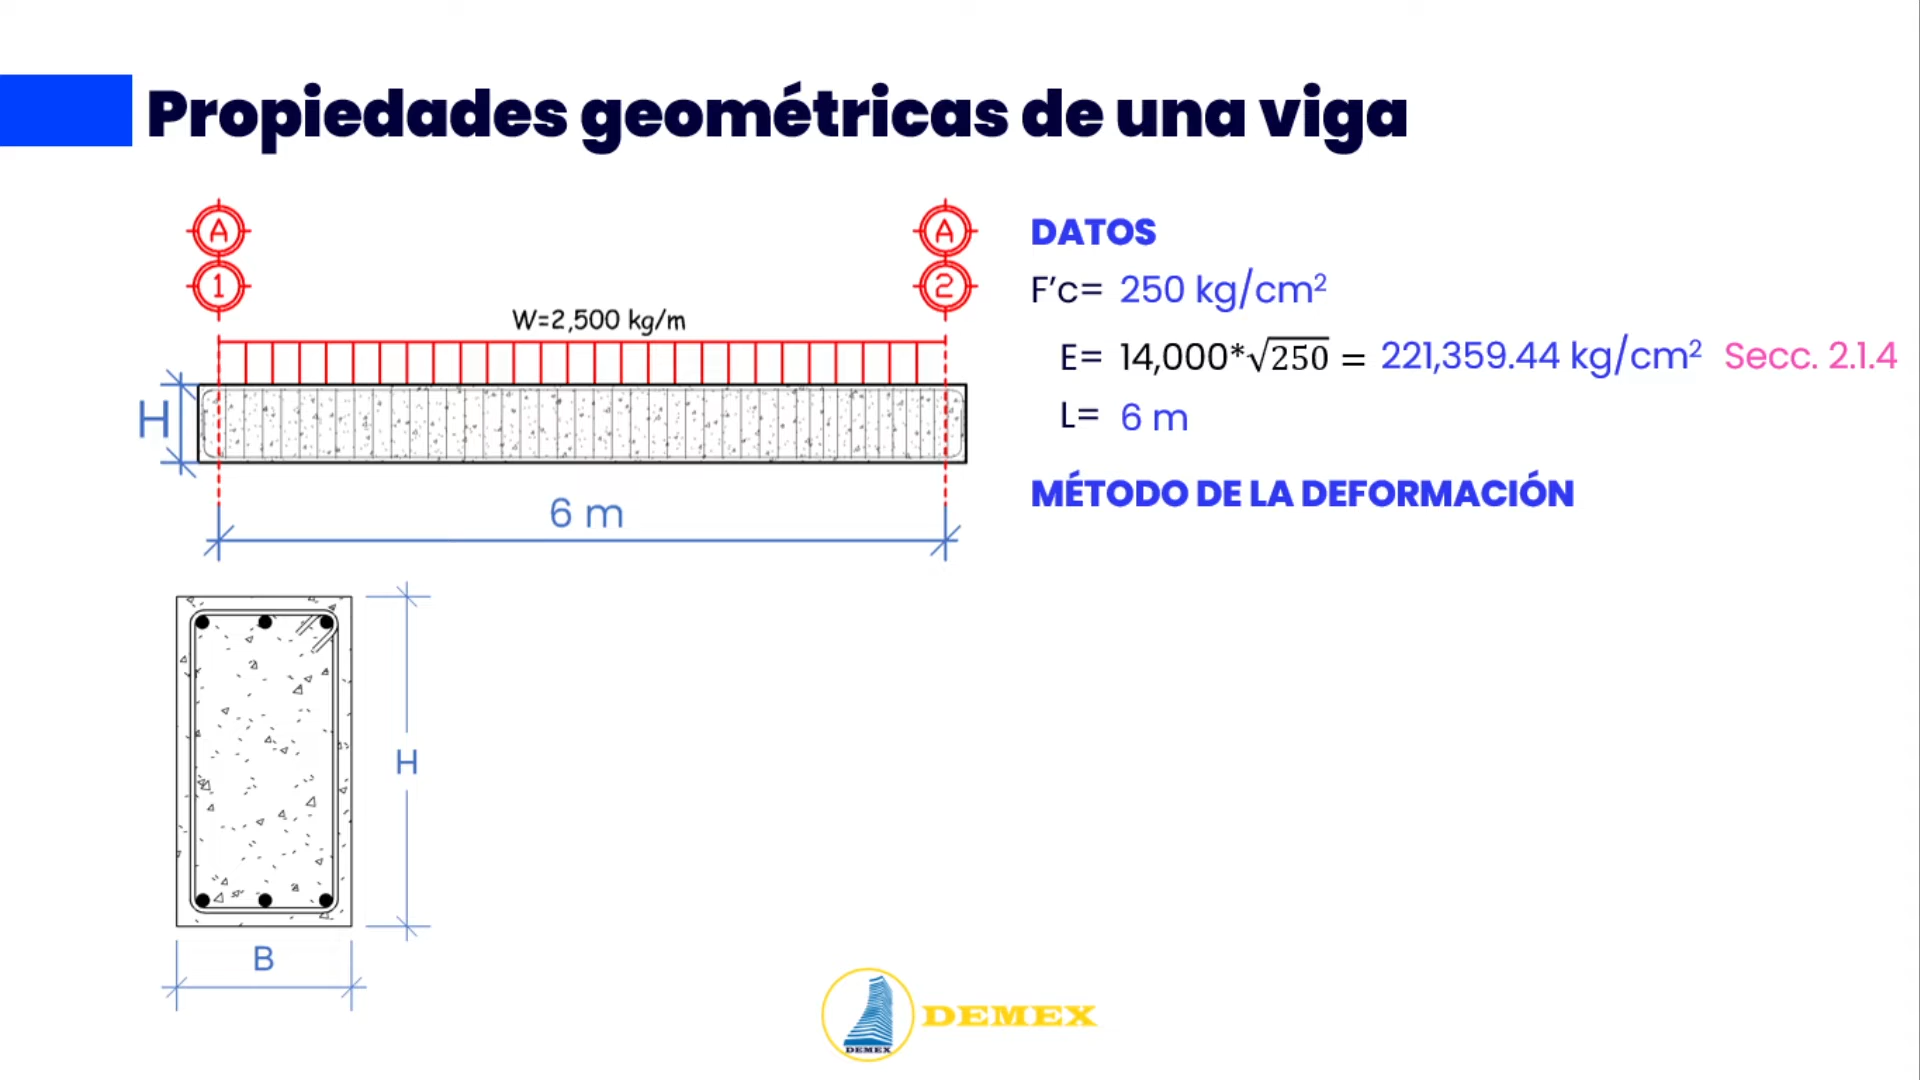 Propiedades geométricas de una viga
A
A
1
2
W=2,500 kg/m
H
6 m
DATOS
F’c= 250 kg/cm²
E= 14,000*√250 = 221,359.44 kg/cm² Secc. 2.1.4
L= 6 m
MÉTODO DE LA DEFORMACIÓN
H
B
DEMEX
DEMEX